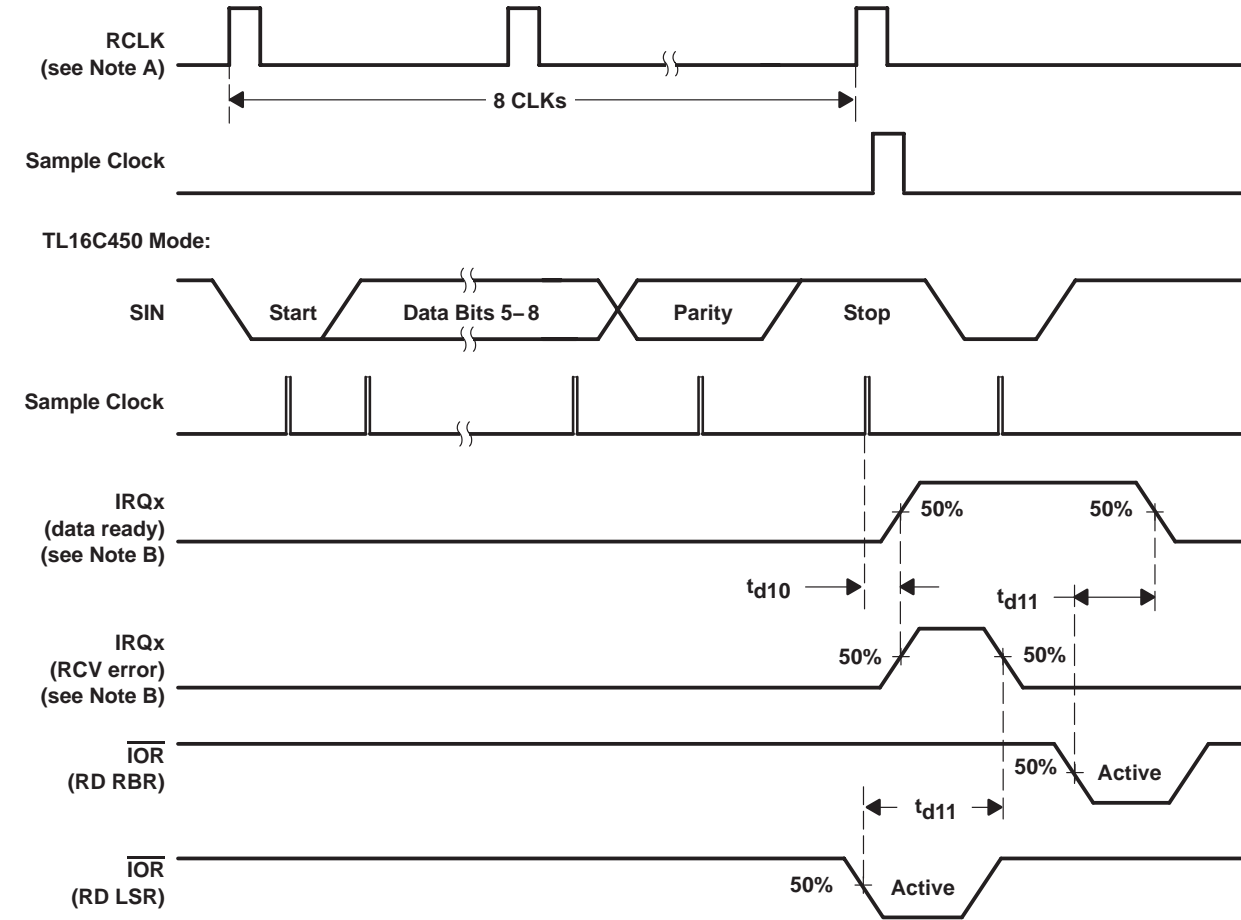 RCLK
(see Note A)
8 CLKs
Sample Clock
TL16C450 Mode:
SIN
Start
Data Bits 5–8
Parity
Stop
Sample Clock
IRQx
(data ready)
(see Note B)
50%
50%
td10
td11
IRQx
(RCV error)
(see Note B)
50%
50%
IOR
(RD RBR)
50%
Active
td11
IOR
(RD LSR)
50%
Active